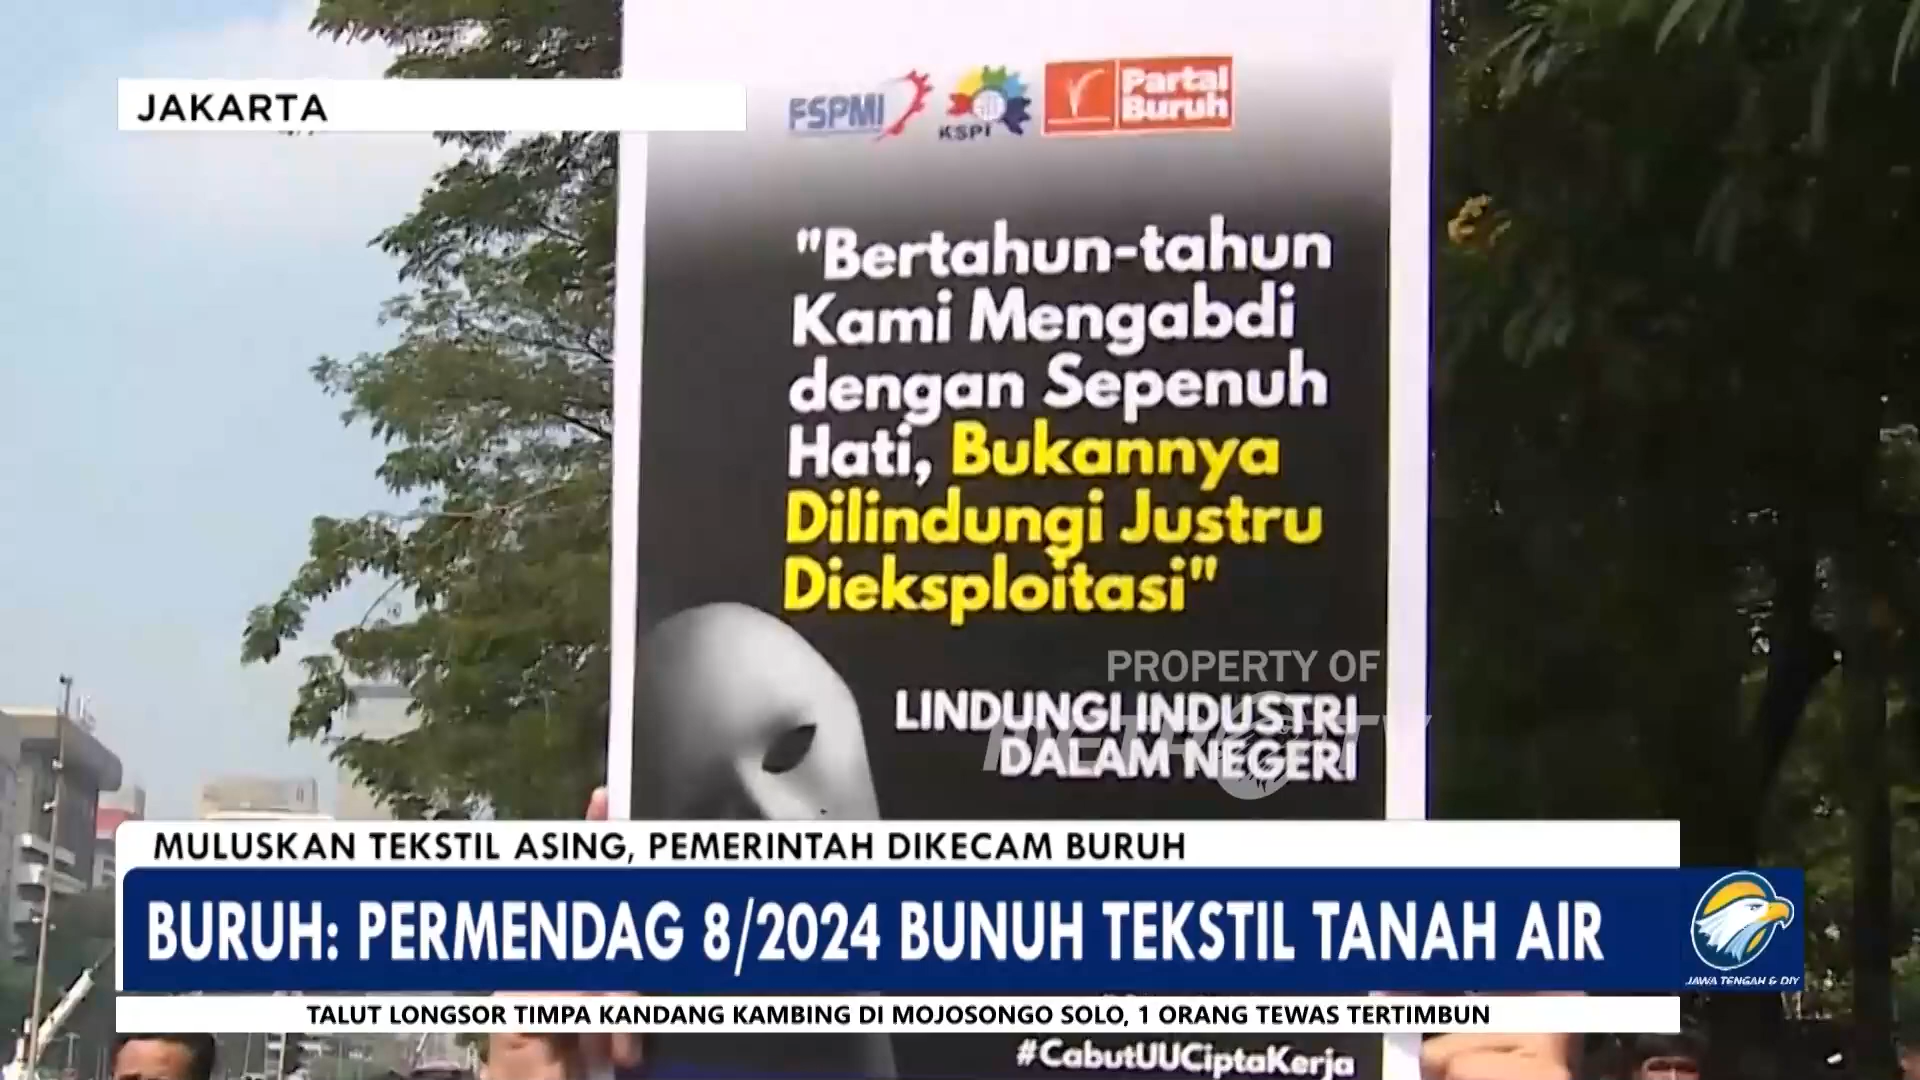 JAKARTA
FSPMI
KSPI
Partai
Buruh
"Bertahun-tahun
Kami Mengabdi
dengan Sepenuh
Hati, Bukannya
Dilindungi Justru
Dieksploitasi"
PROPERTY OF
METRO TV
LINDUNGI INDUSTRI
DALAM NEGERI
MULUSKAN TEKSTIL ASING, PEMERINTAH DIKECAM BURUH
BURUH: PERMENDAG 8/2024 BUNUH TEKSTIL TANAH AIR
JAWA TENGAH & DIY
TALUT LONGSOR TIMPA KANDANG KAMBING DI MOJOSONGO SOLO, 1 ORANG TEWAS TERTIMBUN
#CabutUUCiptaKerja